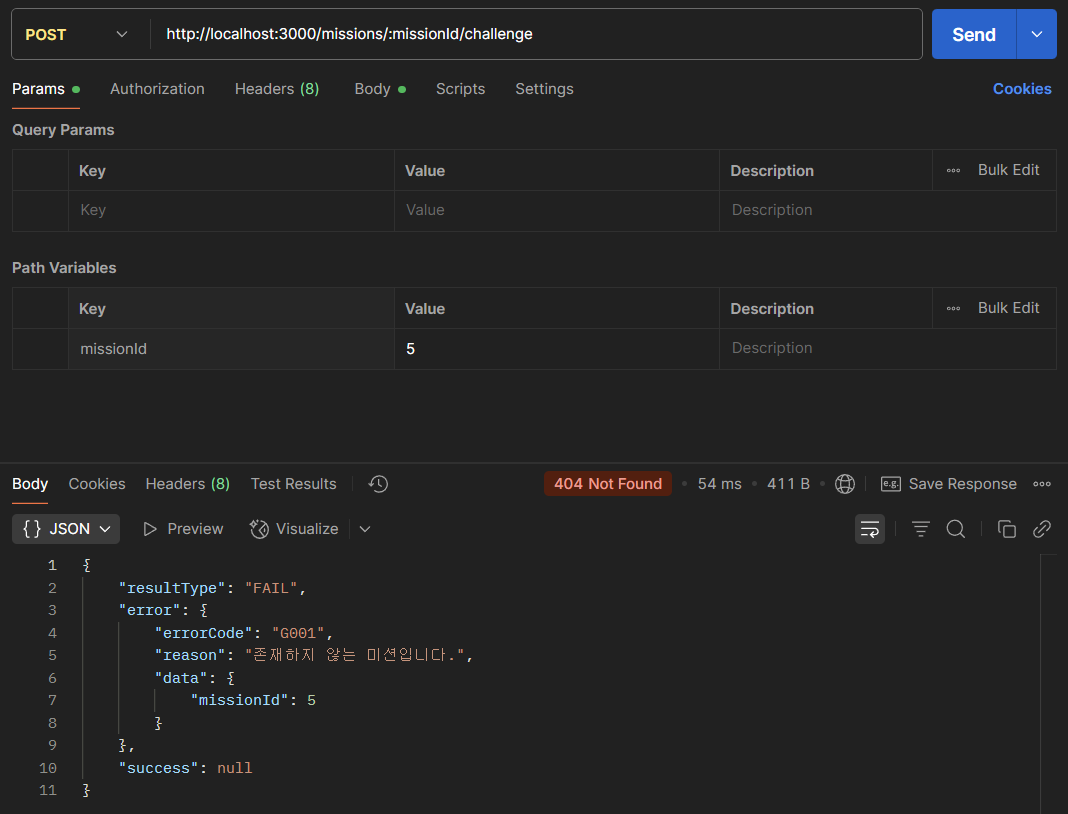 POST http://localhost:3000/missions/:missionId/challenge Send
Params Authorization Headers (8) Body Scripts Settings Cookies
Query Params
Key Value Description Bulk Edit
Key Value Description
Path Variables
Key Value Description Bulk Edit
missionId 5 Description
Body Cookies Headers (8) Test Results 404 Not Found 54 ms 411 B e.g. Save Response
{} JSON Preview Visualize
1 {
2 "resultType": "FAIL",
3 "error": {
4 "errorCode": "G001",
5 "reason": "존재하지 않는 미션입니다.",
6 "data": {
7 "missionId": 5
8 }
9 },
10 "success": null
11 }